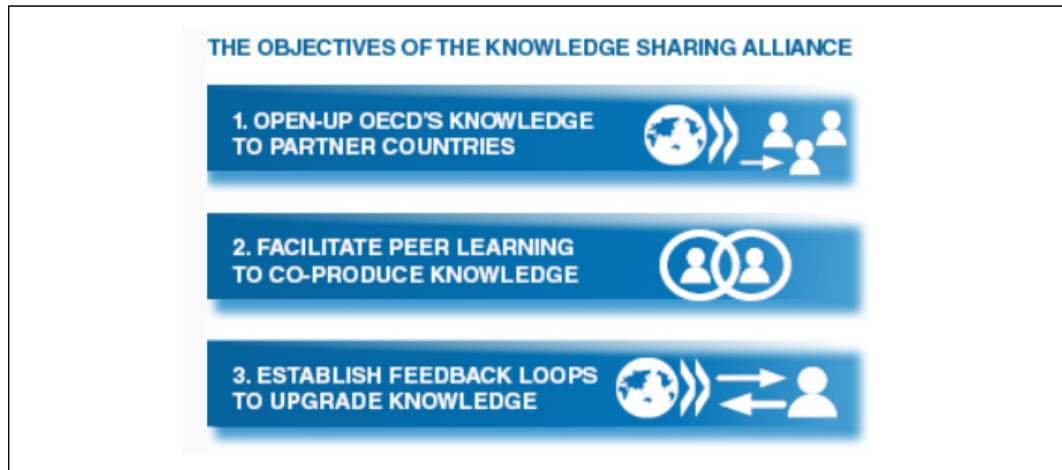 THE OBJECTIVES OF THE KNOWLEDGE SHARING ALLIANCE
1. OPEN-UP OECD'S KNOWLEDGE
TO PARTNER COUNTRIES
2. FACILITATE PEER LEARNING
TO CO-PRODUCE KNOWLEDGE
3. ESTABLISH FEEDBACK LOOPS
TO UPGRADE KNOWLEDGE